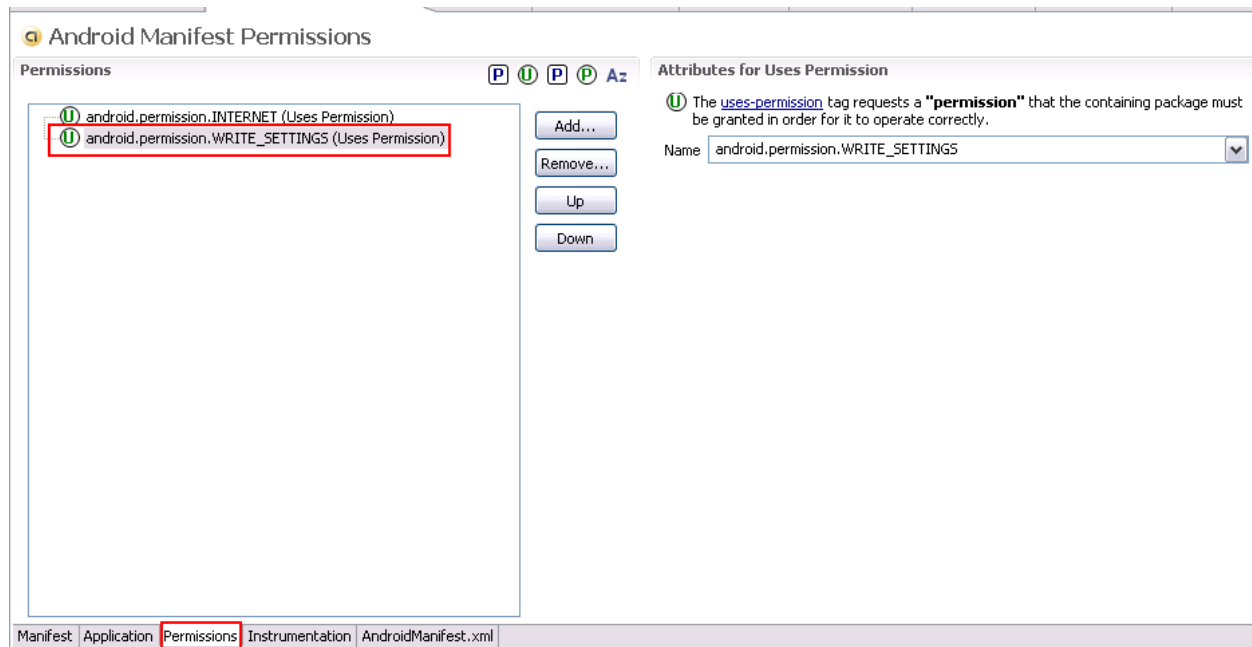 Android Manifest Permissions
Permissions
P U P P Az
android.permission.INTERNET (Uses Permission)
android.permission.WRITE_SETTINGS (Uses Permission)
Add...
Remove...
Up
Down
Attributes for Uses Permission
U The uses-permission tag requests a "permission" that the containing package must
be granted in order for it to operate correctly.
Name android.permission.WRITE_SETTINGS
Manifest Application Permissions Instrumentation AndroidManifest.xml